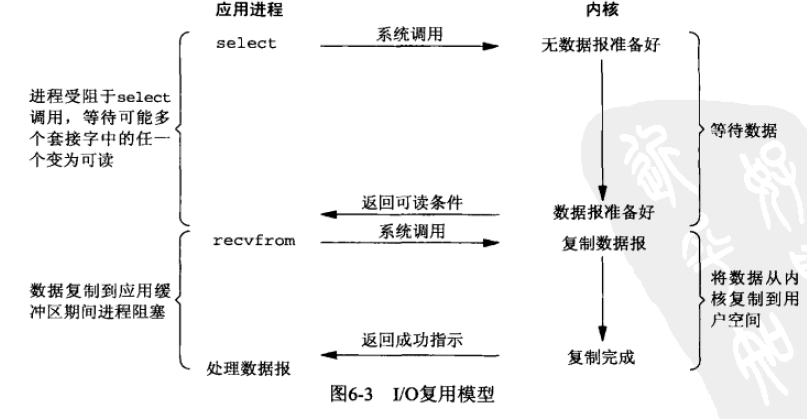 应用进程
内核
select
系统调用
无数据报准备好
进程受阻于select
调用，等待可能多
个套接字中的任一
个变为可读
等待数据
返回可读条件
数据报准备好
recvfrom
系统调用
复制数据报
数据复制到应用缓
冲区期间进程阻塞
将数据从内
核复制到用
户空间
返回成功指示
复制完成
处理数据报
图6-3 I/O复用模型